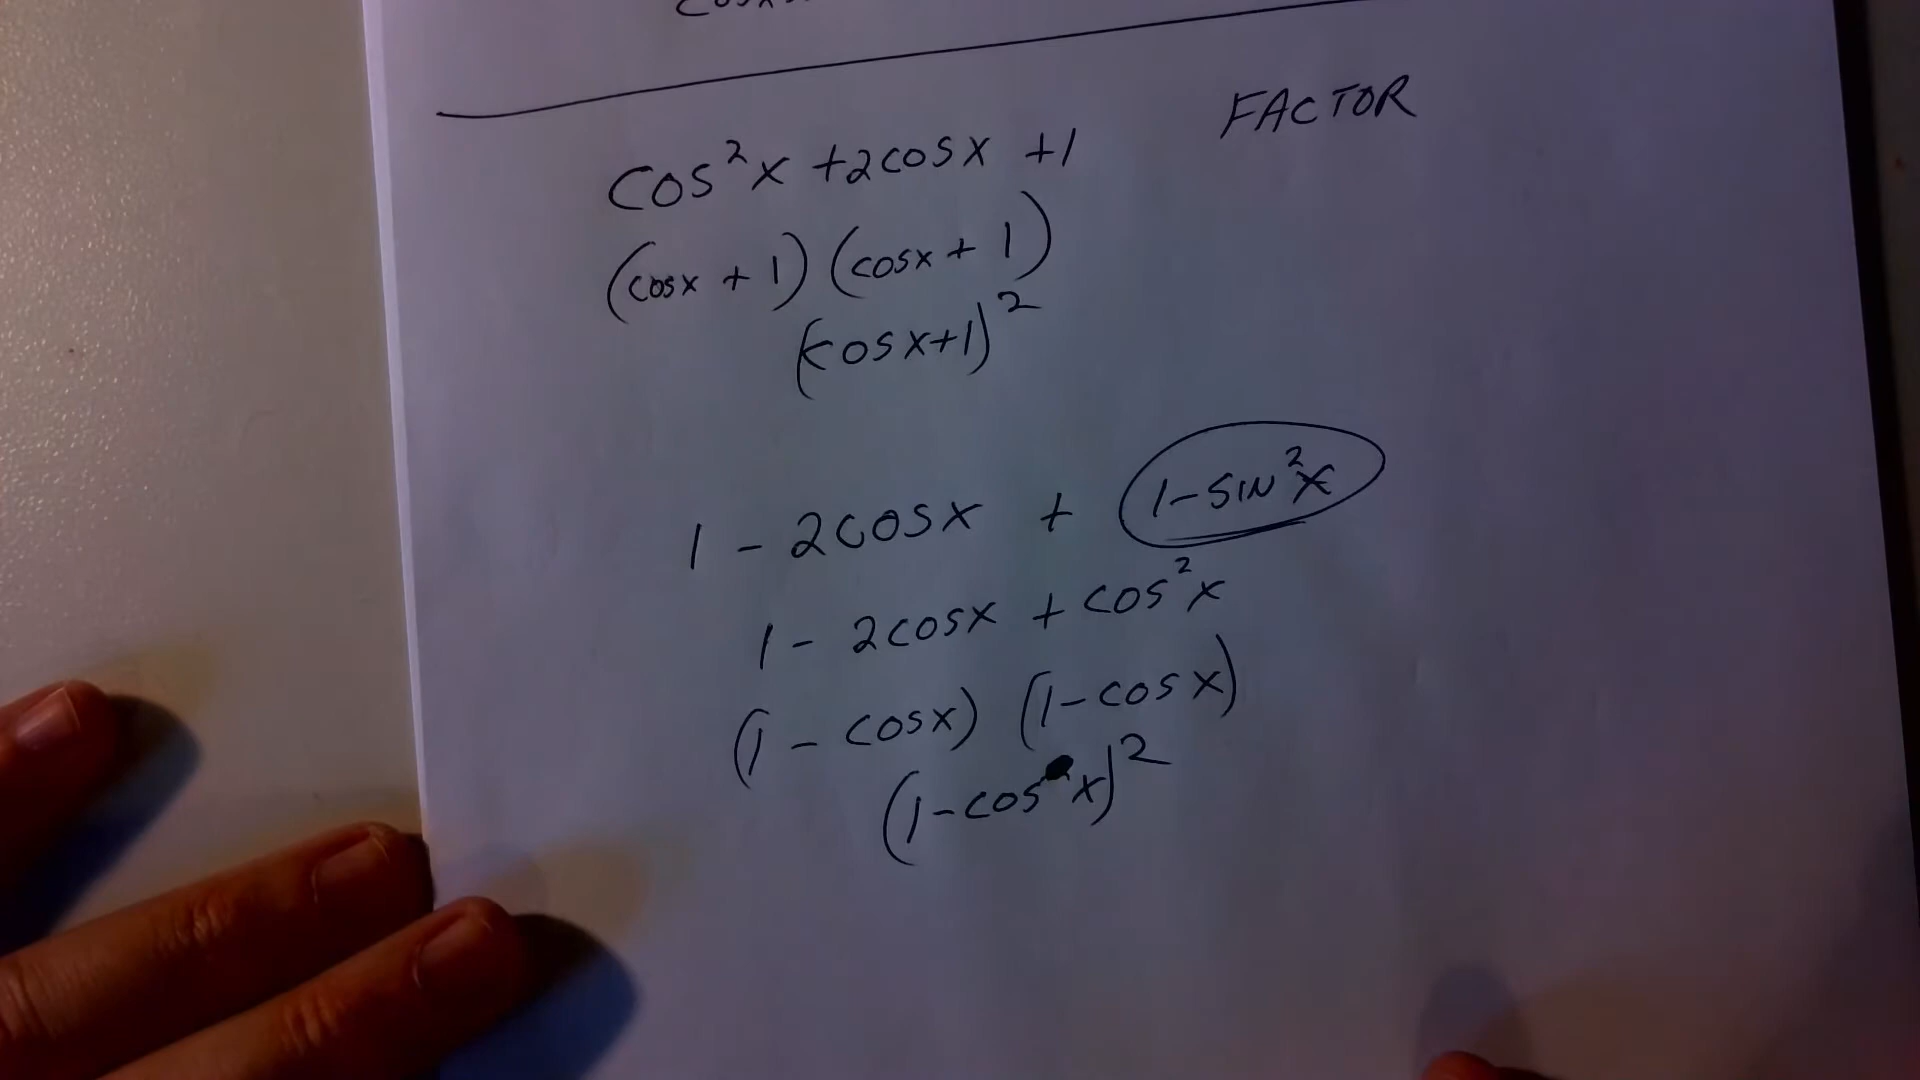 FACTOR
cos²x + 2cosx + 1
(cosx + 1) (cosx + 1)
(cosx+1)²
1 - 2cosx + 1-SIN²x
1 - 2cosx + cos²x
(1 - cosx) (1-cosx)
(1-cos x)²